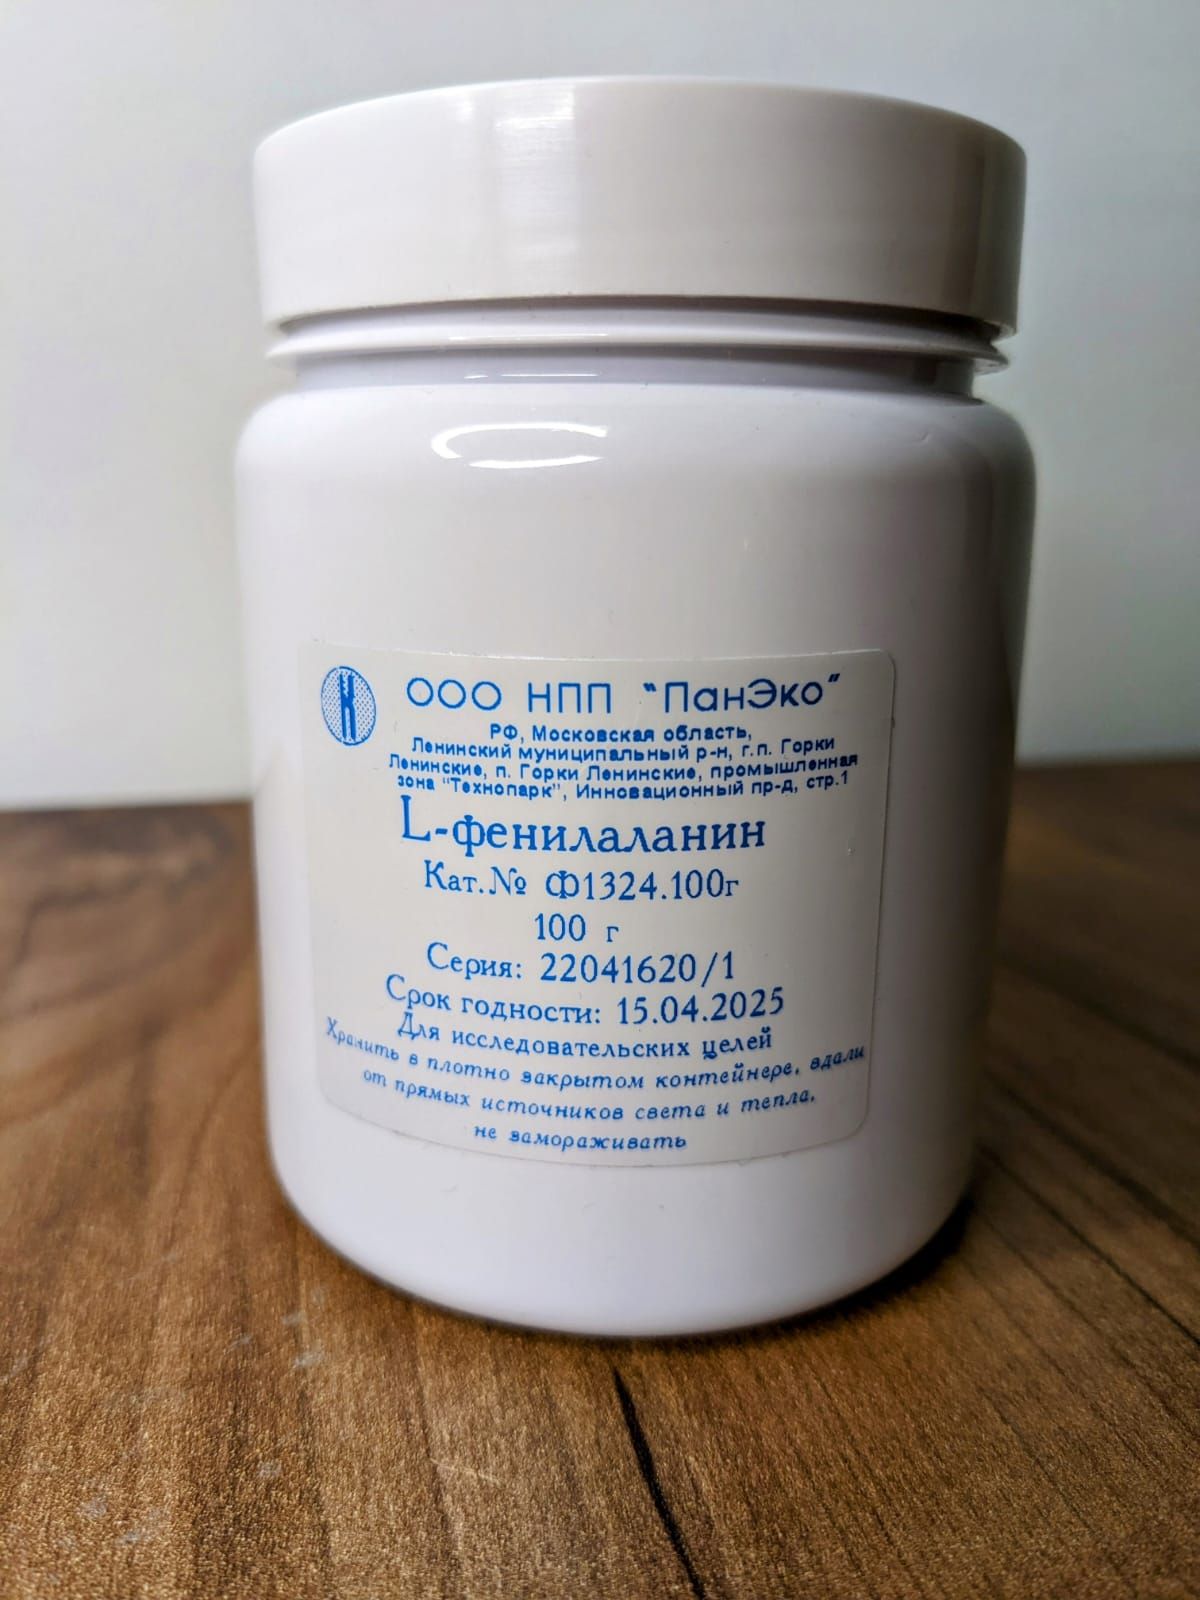 ООО НПП "ПанЭко"
РФ, Московская область,
Ленинский муниципальный р-н, г.п. Горки
Ленинские, п. Горки Ленинские, промышленная
зона "Технопарк", Инновационный пр-д, стр.1
L-фенилаланин
Кат.№ Ф1324.100г
100 г
Серия: 22041620/1
Срок годности: 15.04.2025
Для исследовательских целей
Хранить в плотно закрытом контейнере, вдали
от прямых источников света и тепла,
не замораживать